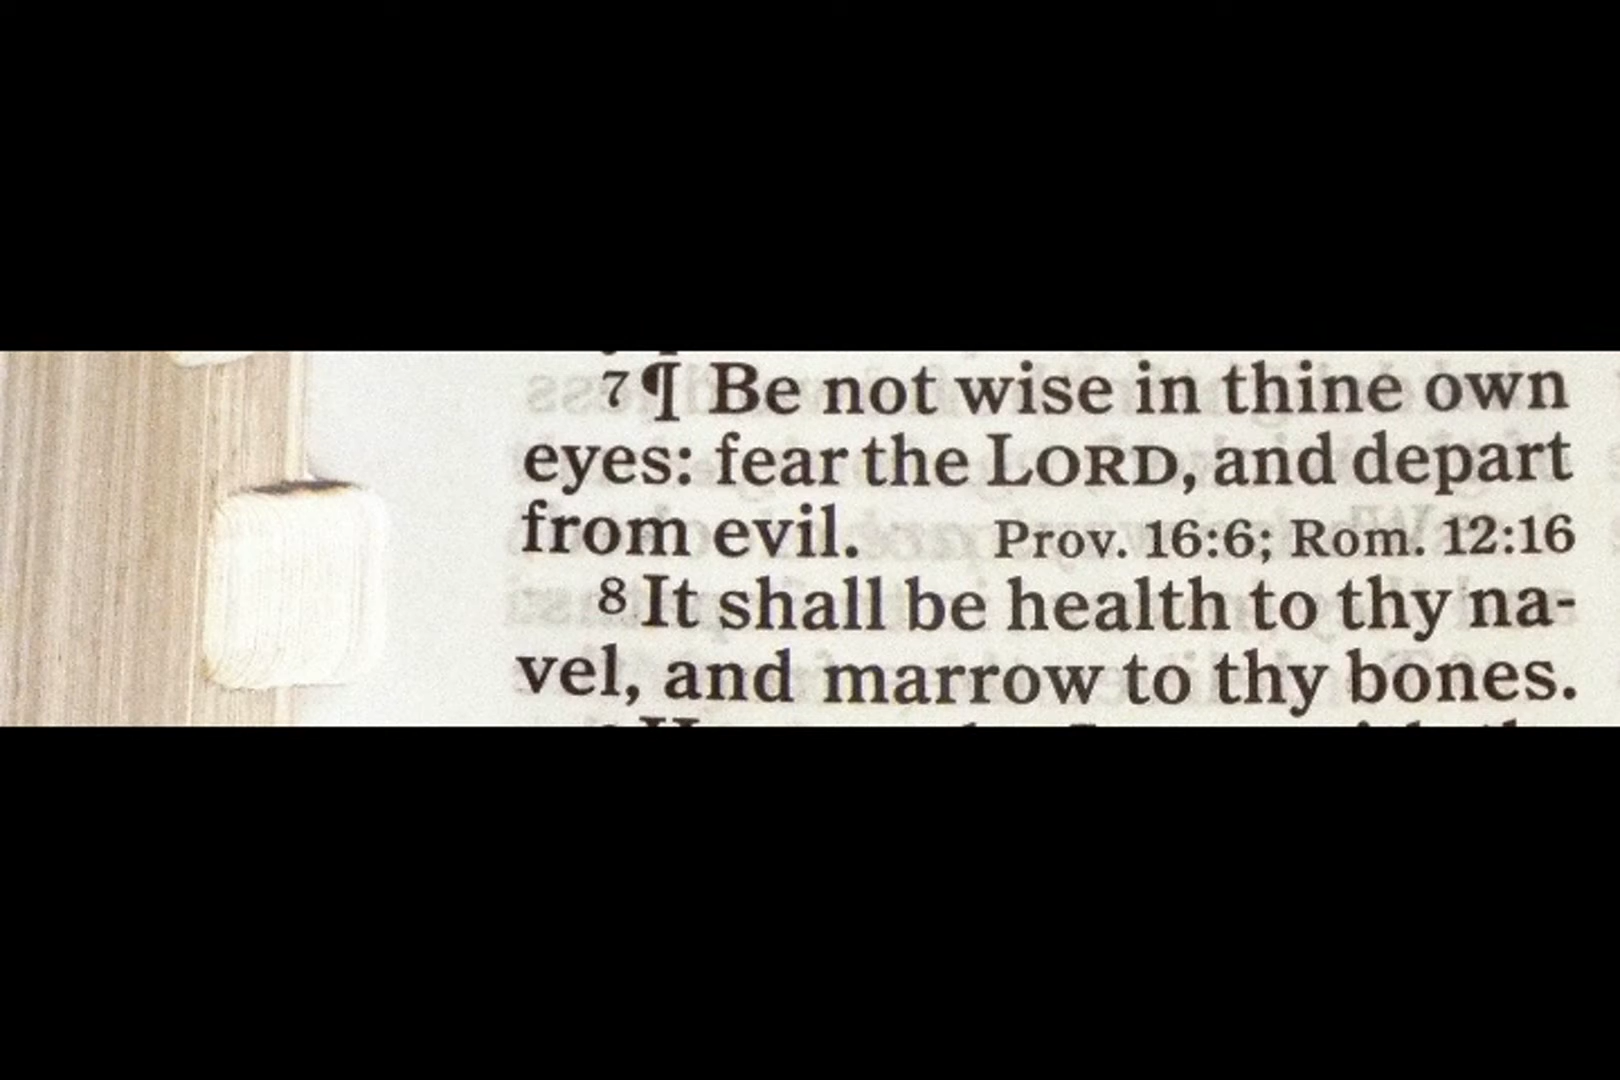 7 ¶ Be not wise in thine own
eyes: fear the LORD, and depart
from evil. Prov. 16:6; Rom. 12:16
8 It shall be health to thy na-
vel, and marrow to thy bones.